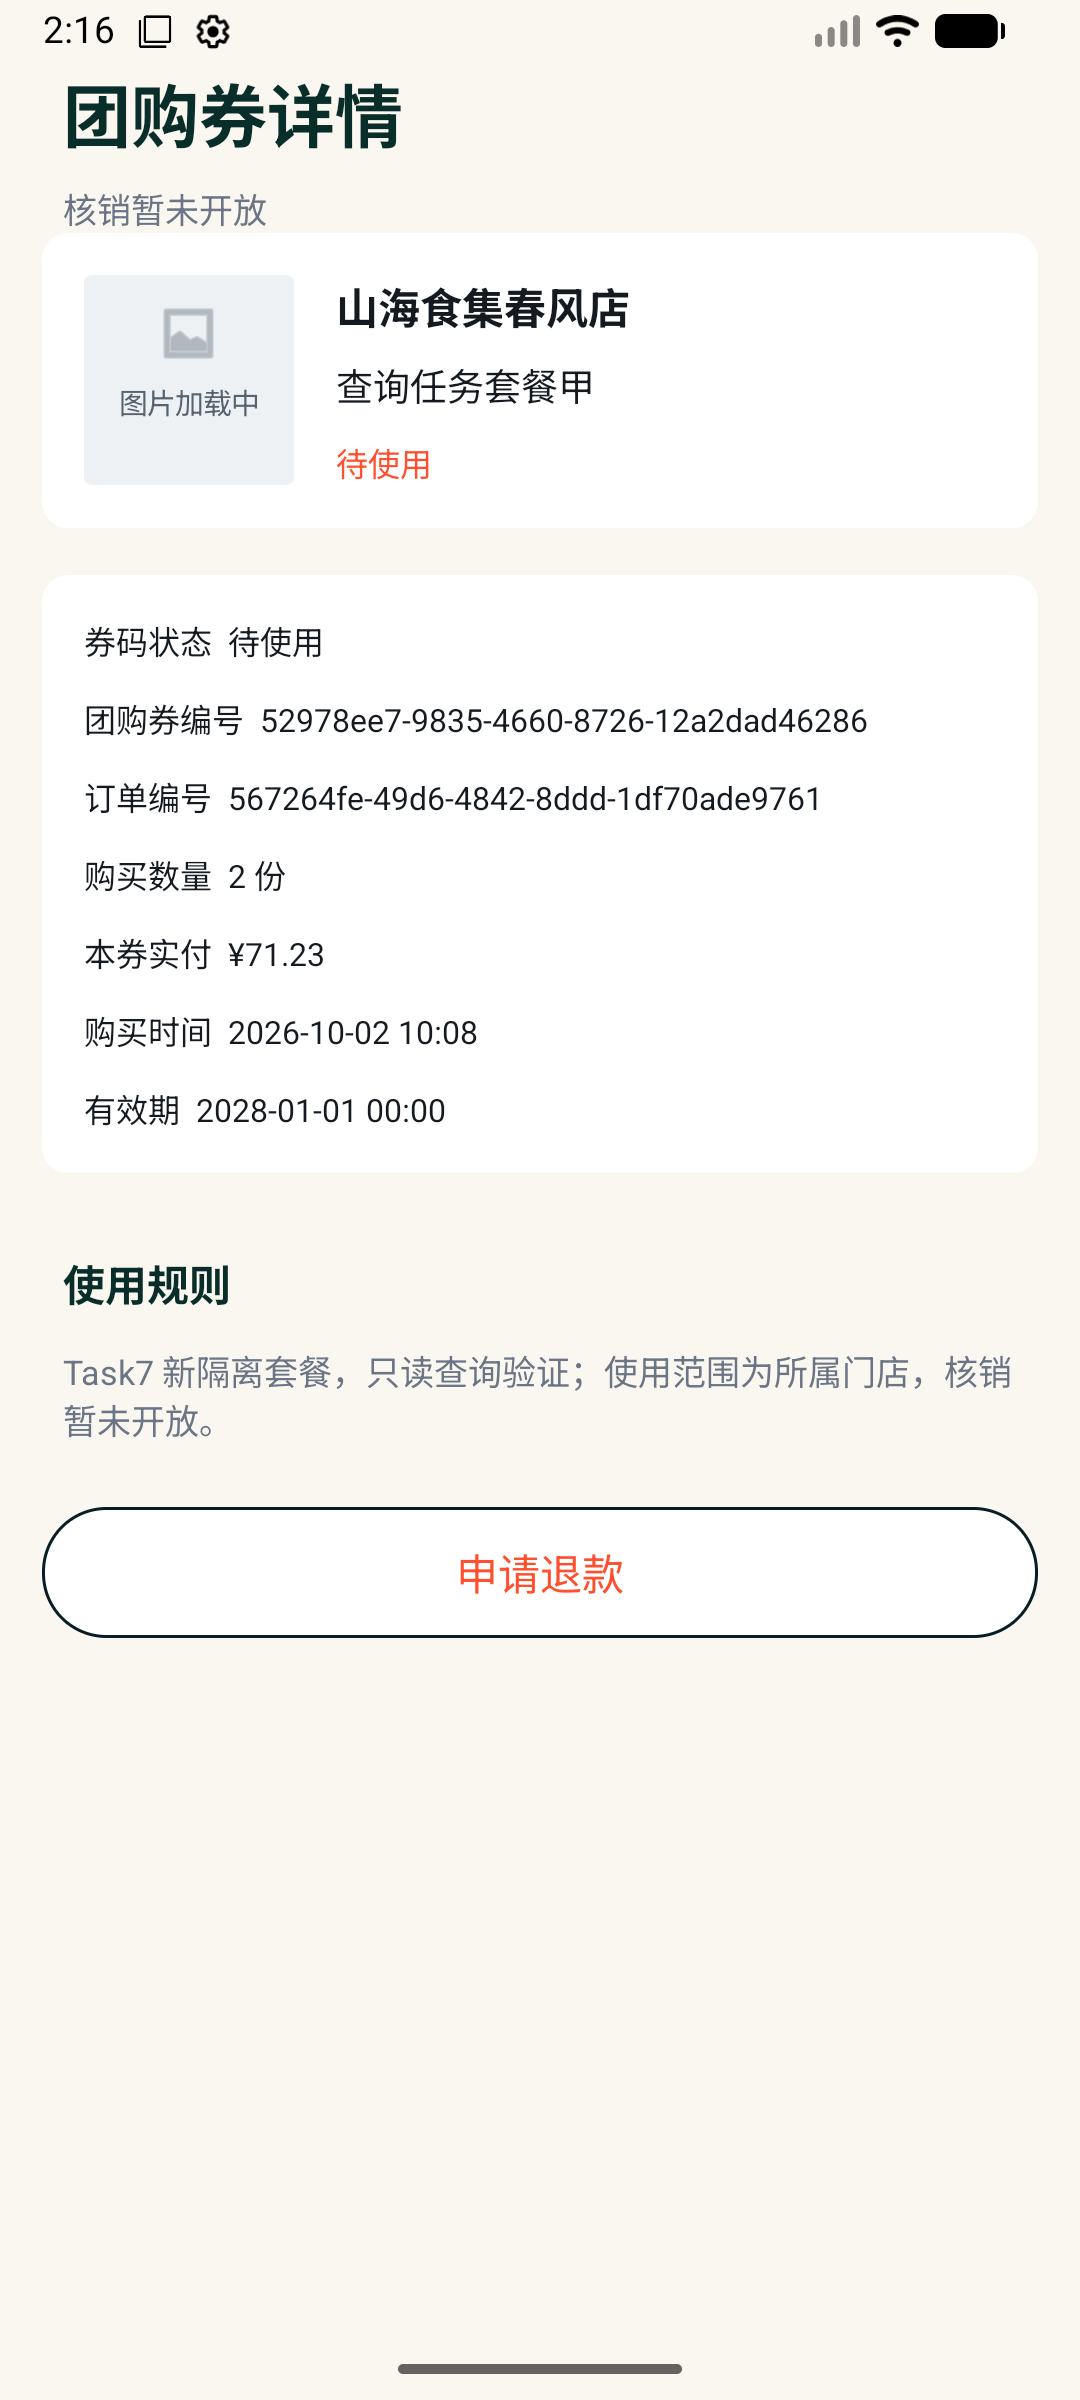 2:16
团购券详情
核销暂未开放
图片加载中
山海食集春风店
查询任务套餐甲
待使用
券码状态 待使用
团购券编号 52978ee7-9835-4660-8726-12a2dad46286
订单编号 567264fe-49d6-4842-8ddd-1df70ade9761
购买数量 2 份
本券实付 ¥71.23
购买时间 2026-10-02 10:08
有效期 2028-01-01 00:00
使用规则
Task7 新隔离套餐，只读查询验证；使用范围为所属门店，核销
暂未开放。
申请退款